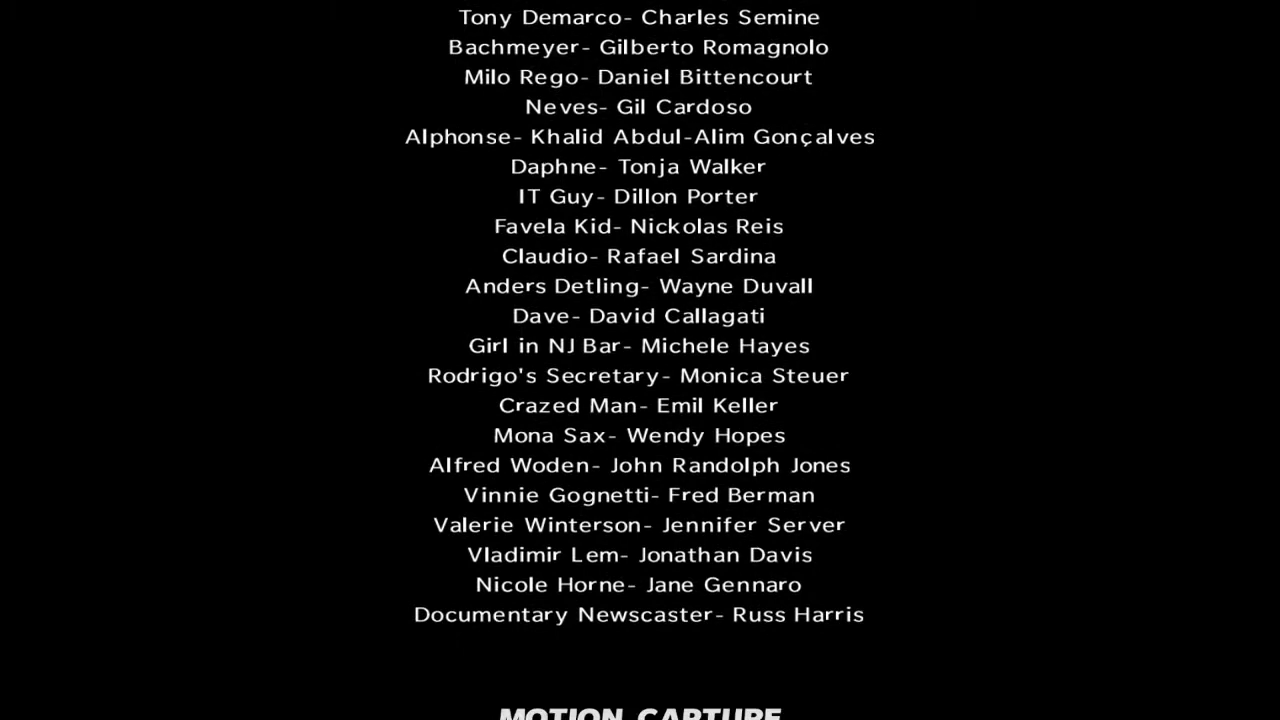 Tony Demarco- Charles Semine
Bachmeyer- Gilberto Romagnolo
Milo Rego- Daniel Bittencourt
Neves- Gil Cardoso
Alphonse- Khalid Abdul-Alim Gonçalves
Daphne- Tonja Walker
IT Guy- Dillon Porter
Favela Kid- Nickolas Reis
Claudio- Rafael Sardina
Anders Detling- Wayne Duvall
Dave- David Callagati
Girl in NJ Bar- Michele Hayes
Rodrigo's Secretary- Monica Steuer
Crazed Man- Emil Keller
Mona Sax- Wendy Hopes
Alfred Woden- John Randolph Jones
Vinnie Gognetti- Fred Berman
Valerie Winterson- Jennifer Server
Vladimir Lem- Jonathan Davis
Nicole Horne- Jane Gennaro
Documentary Newscaster- Russ Harris
MOTION CAPTURE